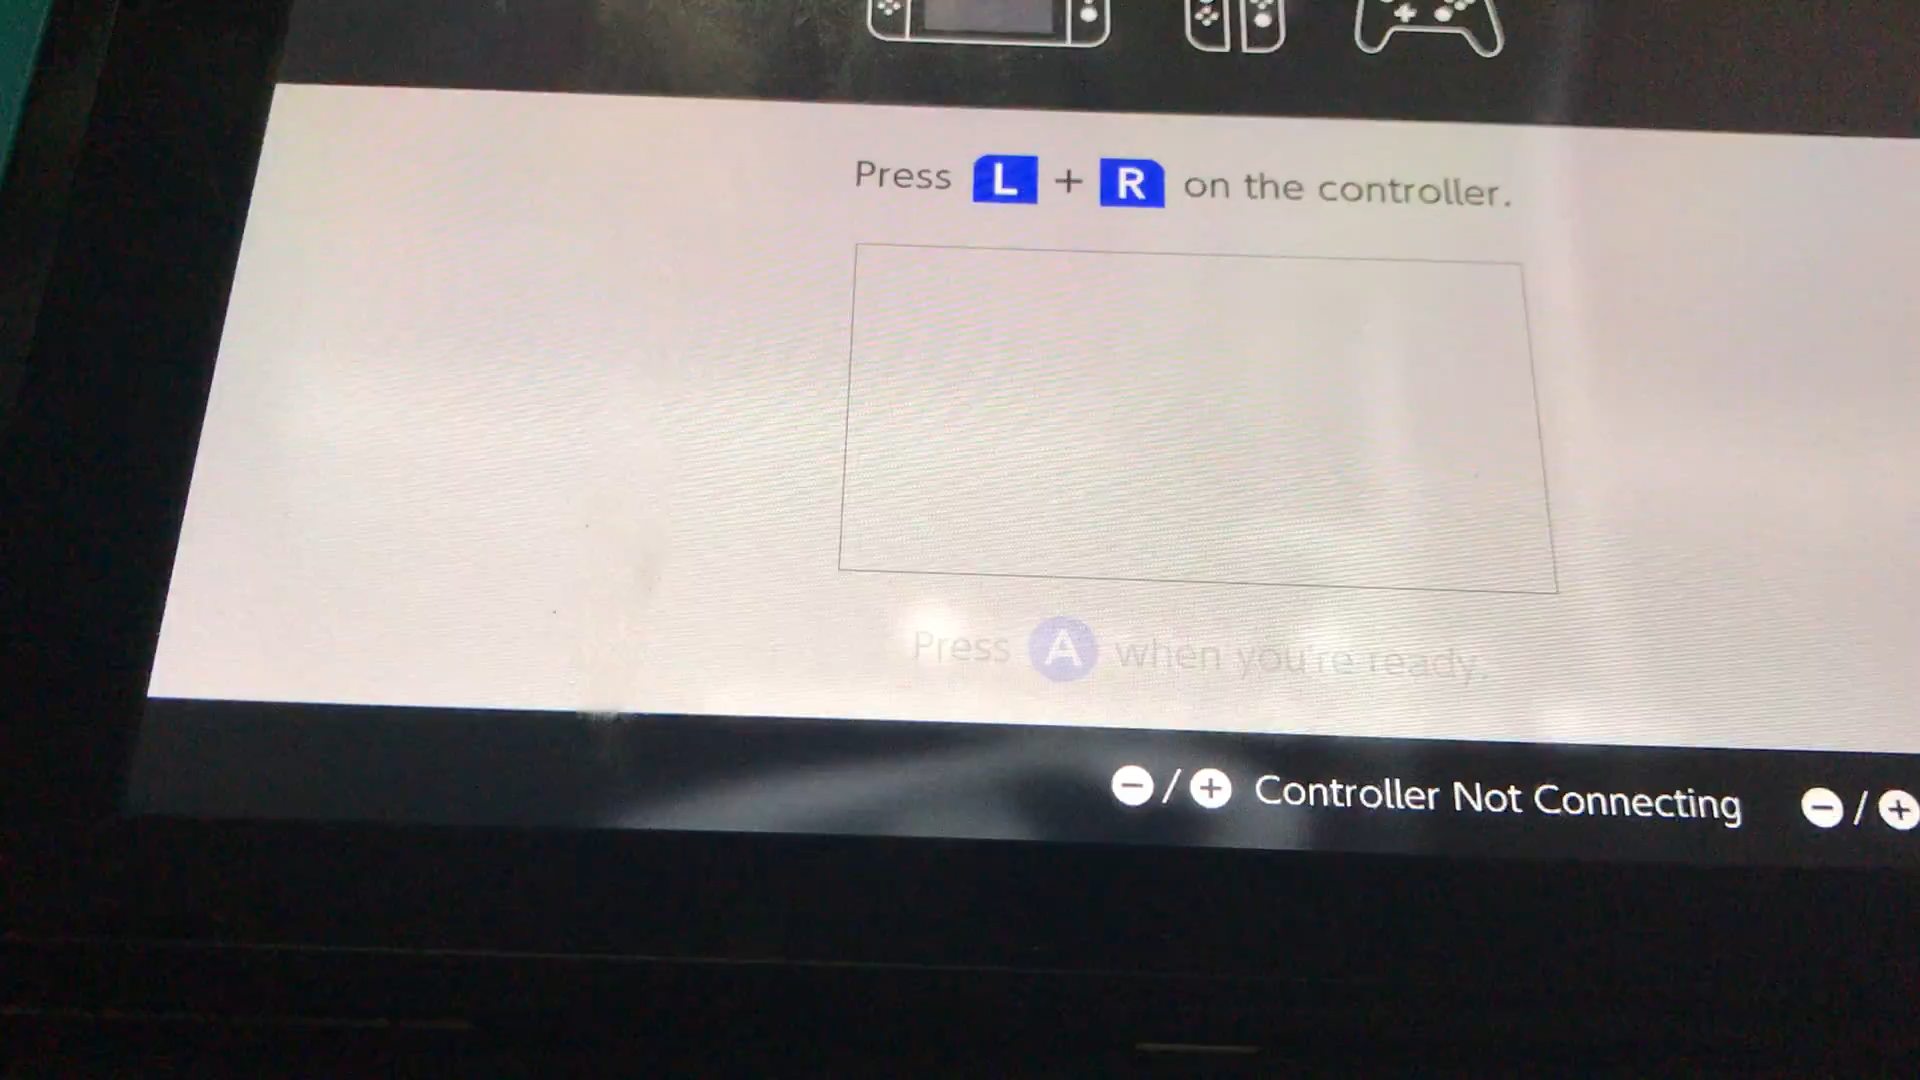 Press L + R on the controller.
Press A when you're ready.
−/+ Controller Not Connecting −/+